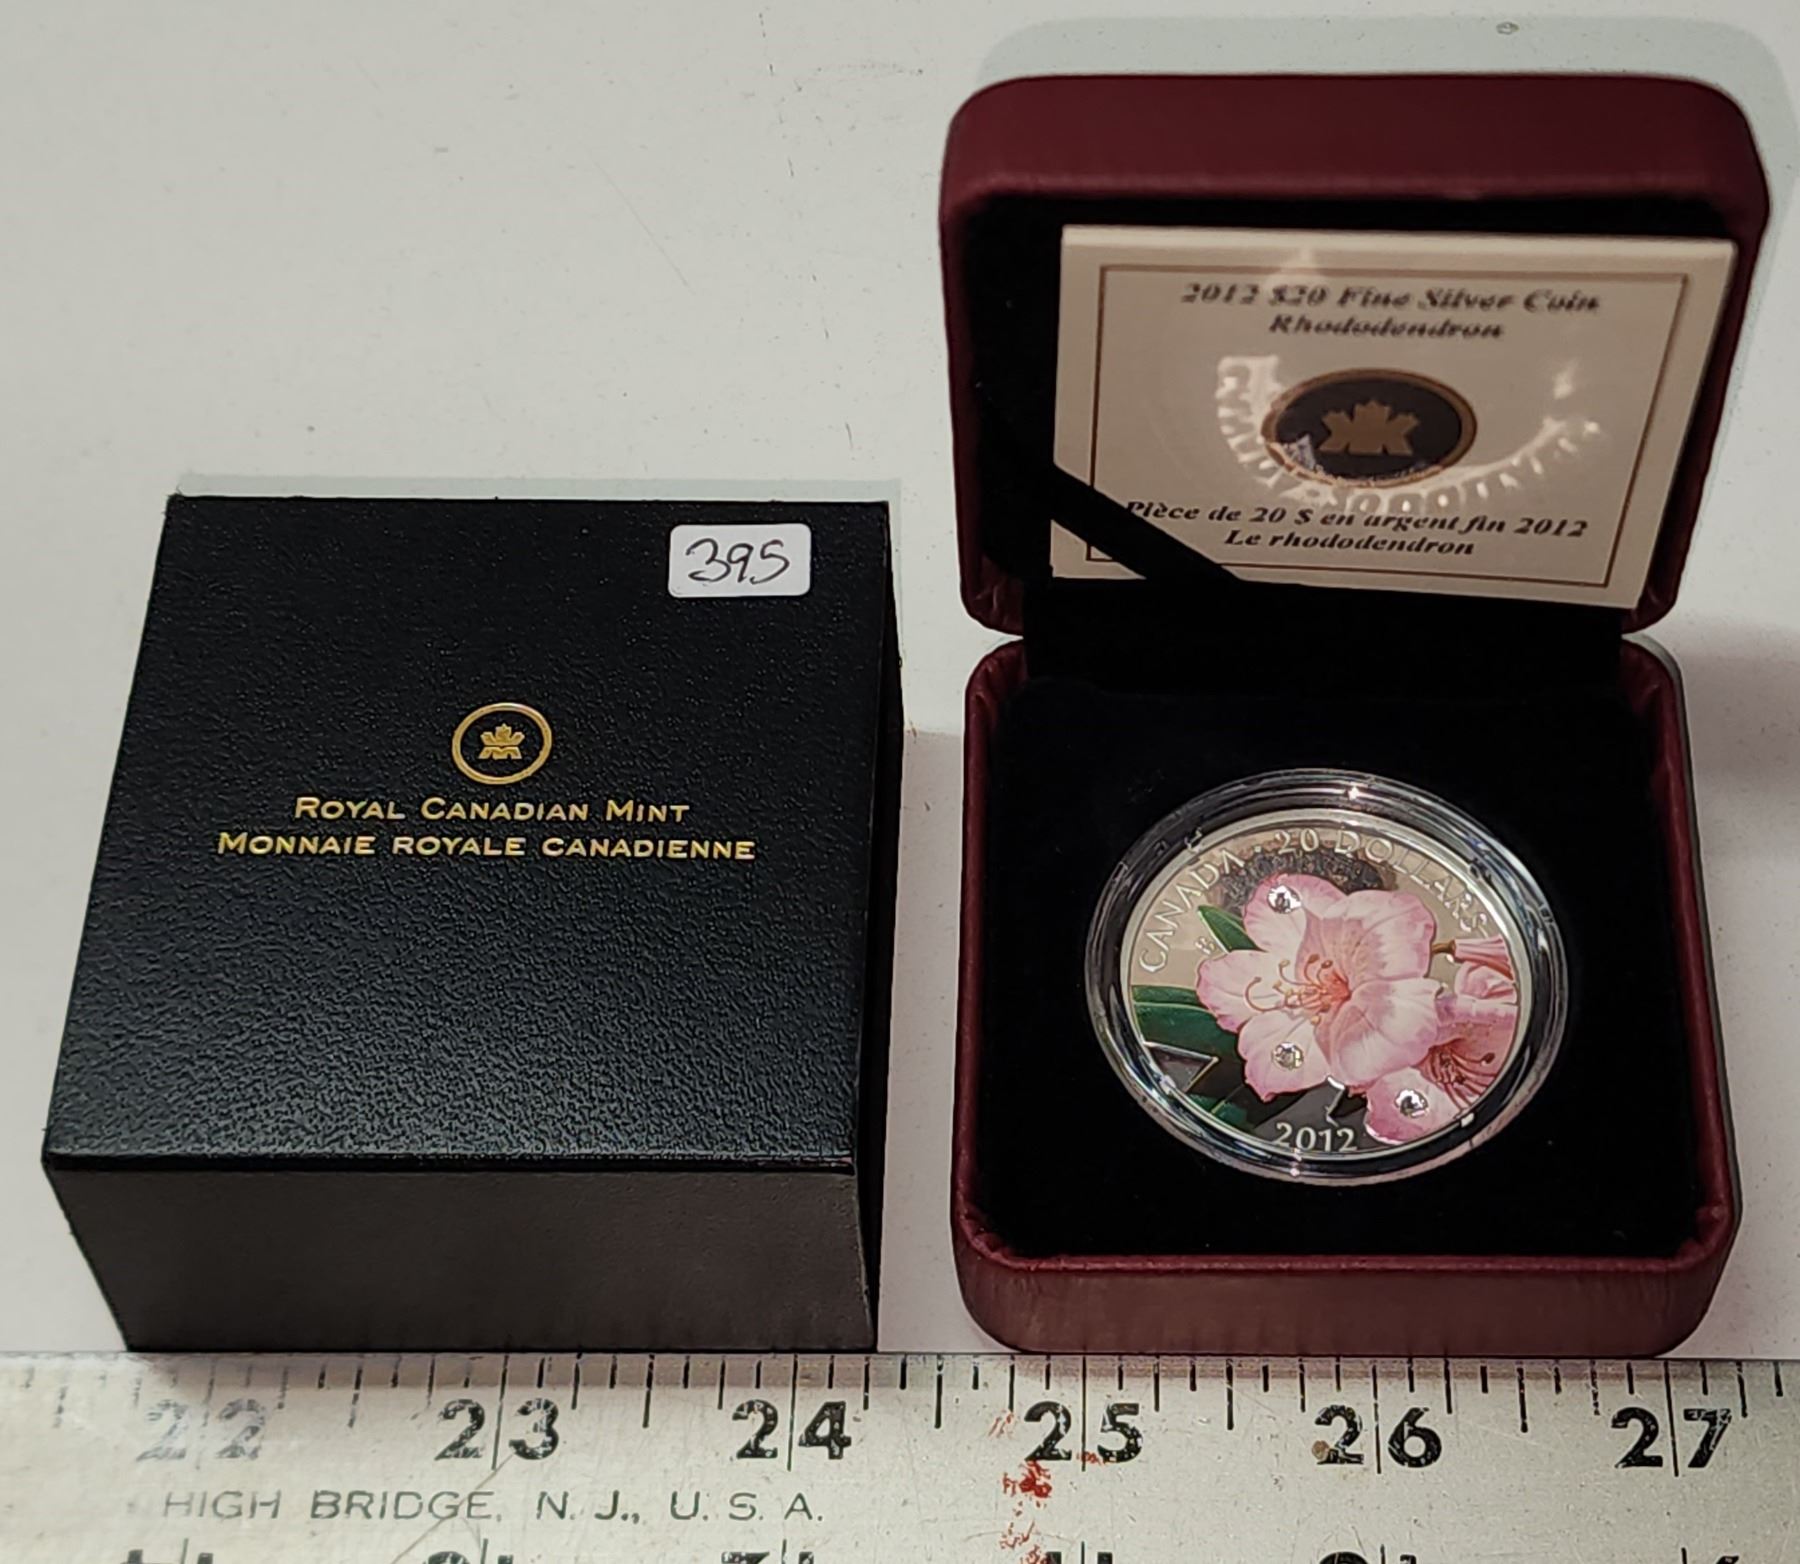 395
ROYAL CANADIAN MINT
MONNAIE ROYALE CANADIENNE
2012 $20 Fine Silver Coin
Rhododendron
Pièce de 20 $ en argent fin 2012
Le rhododendron
CANADA · 20 DOLLARS
2012
22 23 24 25 26 27
HIGH BRIDGE, N. J., U. S. A.